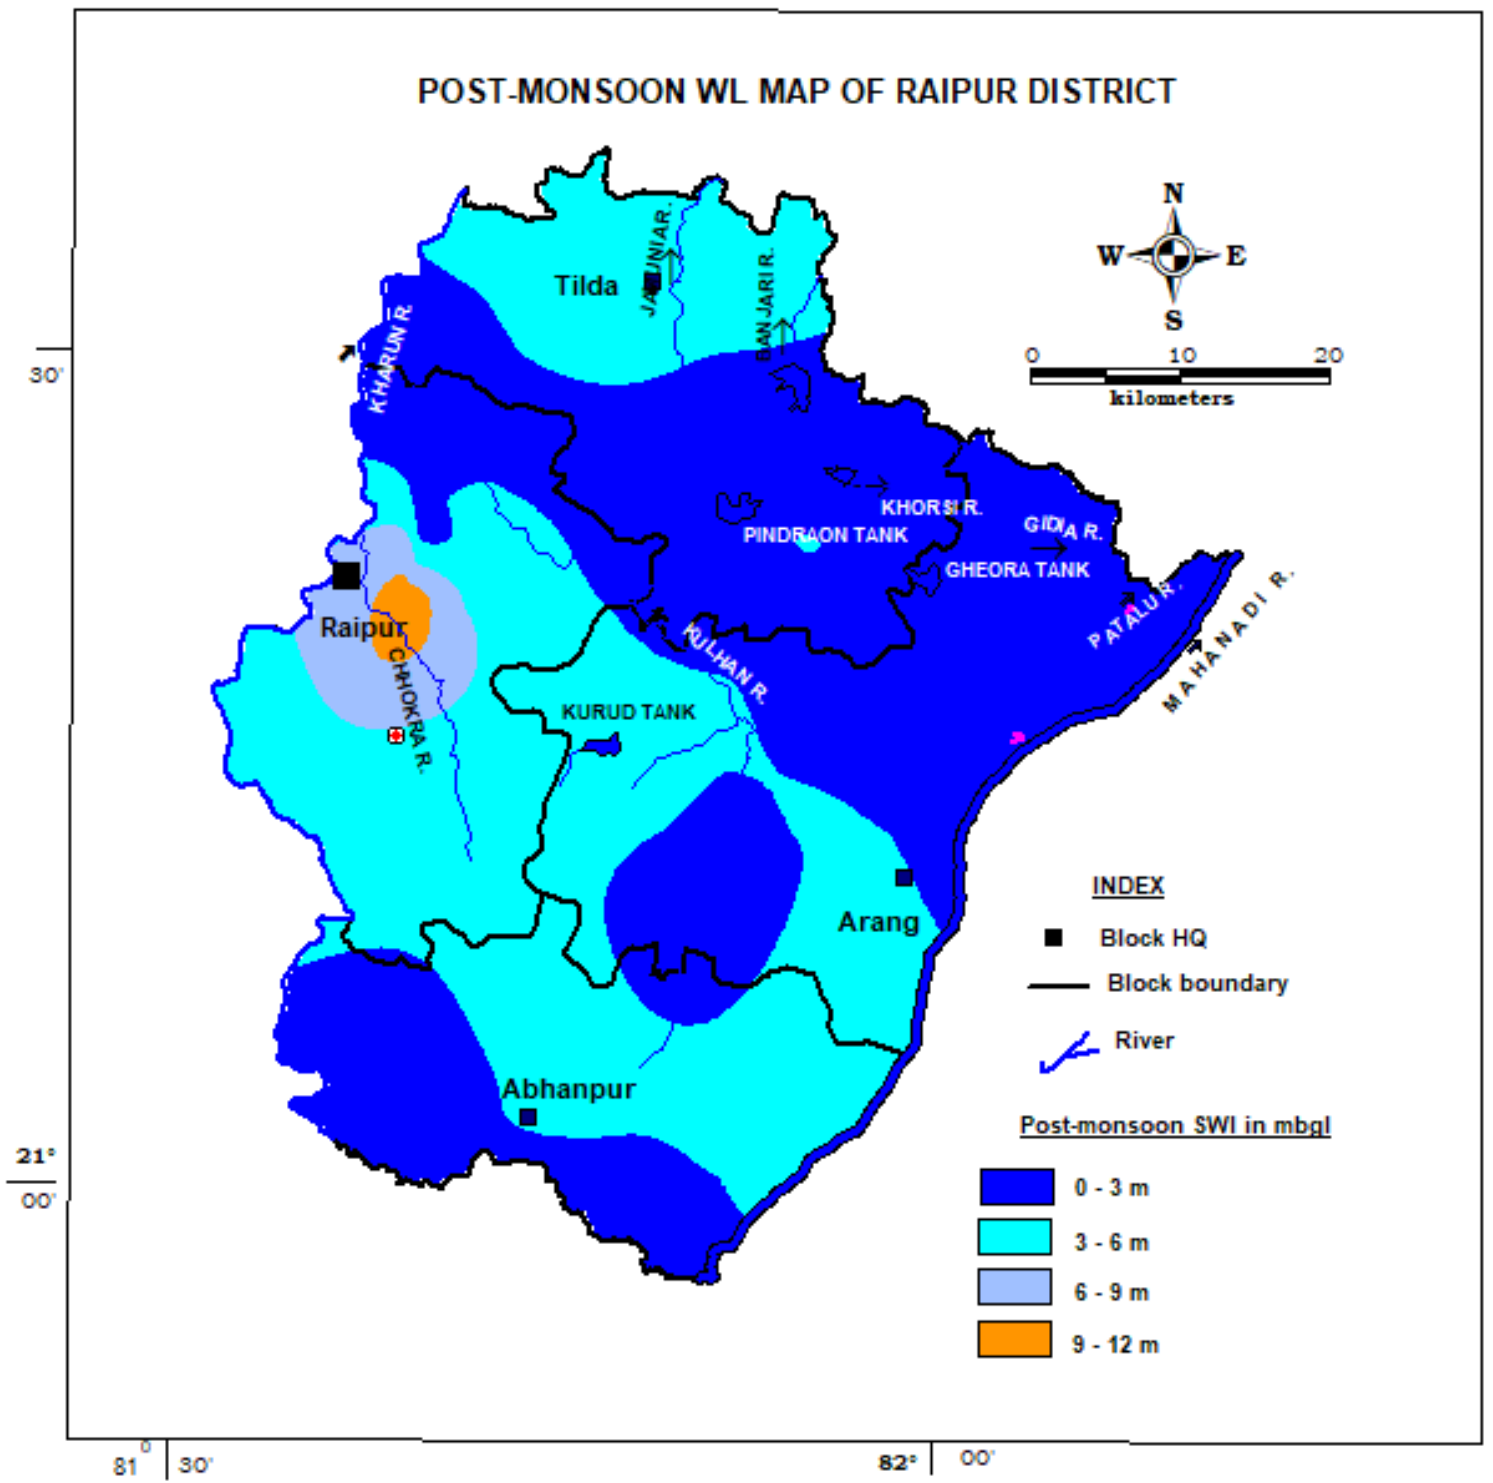 POST-MONSOON WL MAP OF RAIPUR DISTRICT
N
W E
S
0 10 20
kilometers
Tilda
BANJARI R.
KHARUN R.
30'
KHORSI R.
PINDRAON TANK
GIDIA R.
GHEORA TANK
PATALU R.
MAHANADI R.
Raipur
CHHOKRA R.
KULHAN R.
KURUD TANK
Arang
Abhanpur
INDEX
Block HQ
Block boundary
River
Post-monsoon SWl in mbgl
0 - 3 m
3 - 6 m
6 - 9 m
9 - 12 m
21°
00'
81° 30'
82° 00'